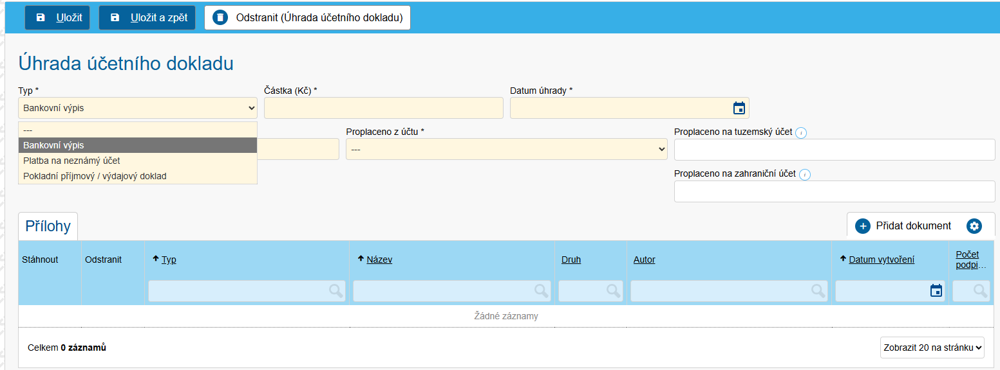 Uložit
Uložit a zpět
Odstranit (Úhrada účetního dokladu)
Úhrada účetního dokladu
Typ *
Částka (Kč) *
Datum úhrady *
Bankovní výpis
---
Bankovní výpis
Platba na neznámý účet
Pokladní příjmový / výdajový doklad
Proplaceno z účtu *
---
Proplaceno na tuzemský účet i
Proplaceno na zahraniční účet i
Přílohy
Přidat dokument
Stáhnout
Odstranit
Typ
Název
Druh
Autor
Datum vytvoření
Počet
podpi...
Žádné záznamy
Celkem 0 záznamů
Zobrazit 20 na stránku